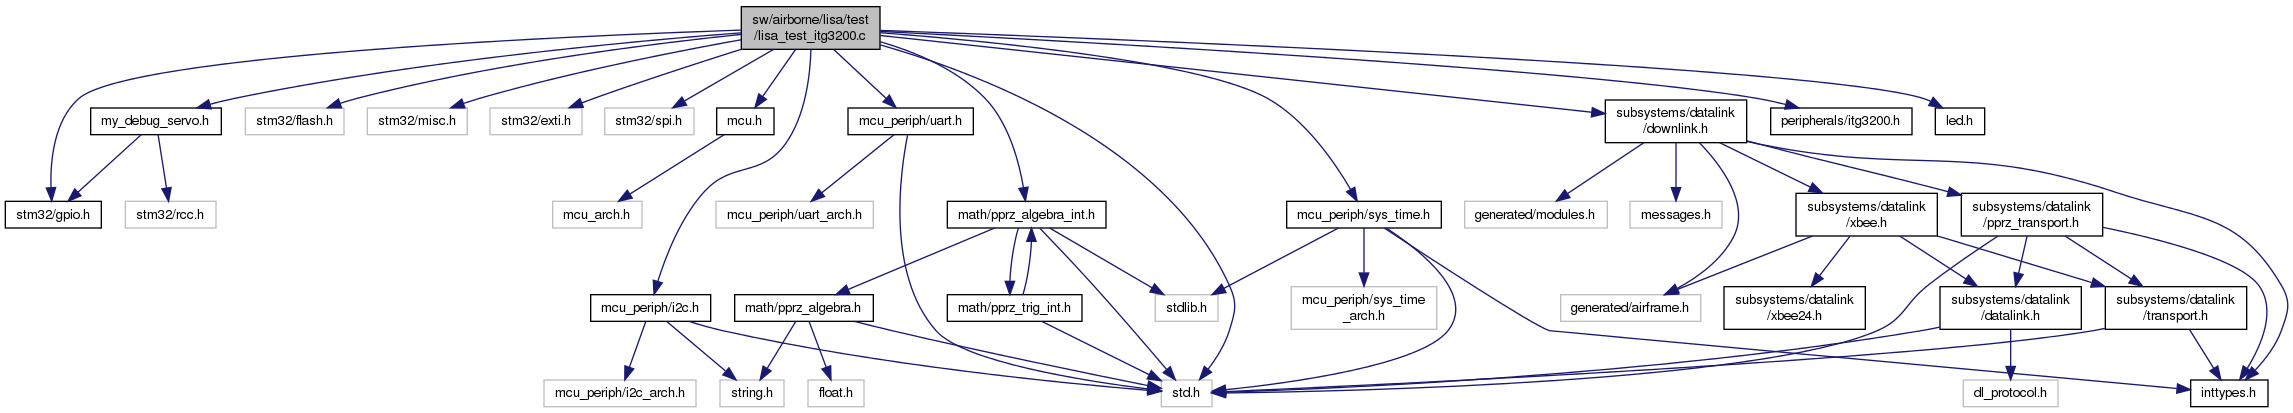 sw/airborne/lisa/test
/lisa_test_itg3200.c
my_debug_servo.h
stm32/flash.h
stm32/misc.h
stm32/exti.h
stm32/spi.h
mcu.h
mcu_periph/uart.h
subsystems/datalink
/downlink.h
peripherals/itg3200.h
led.h
stm32/gpio.h
stm32/rcc.h
mcu_arch.h
mcu_periph/uart_arch.h
math/pprz_algebra_int.h
mcu_periph/sys_time.h
generated/modules.h
messages.h
subsystems/datalink
/xbee.h
subsystems/datalink
/pprz_transport.h
mcu_periph/i2c.h
math/pprz_algebra.h
math/pprz_trig_int.h
stdlib.h
mcu_periph/sys_time
_arch.h
generated/airframe.h
subsystems/datalink
/xbee24.h
subsystems/datalink
/datalink.h
subsystems/datalink
/transport.h
mcu_periph/i2c_arch.h
string.h
float.h
std.h
dl_protocol.h
inttypes.h